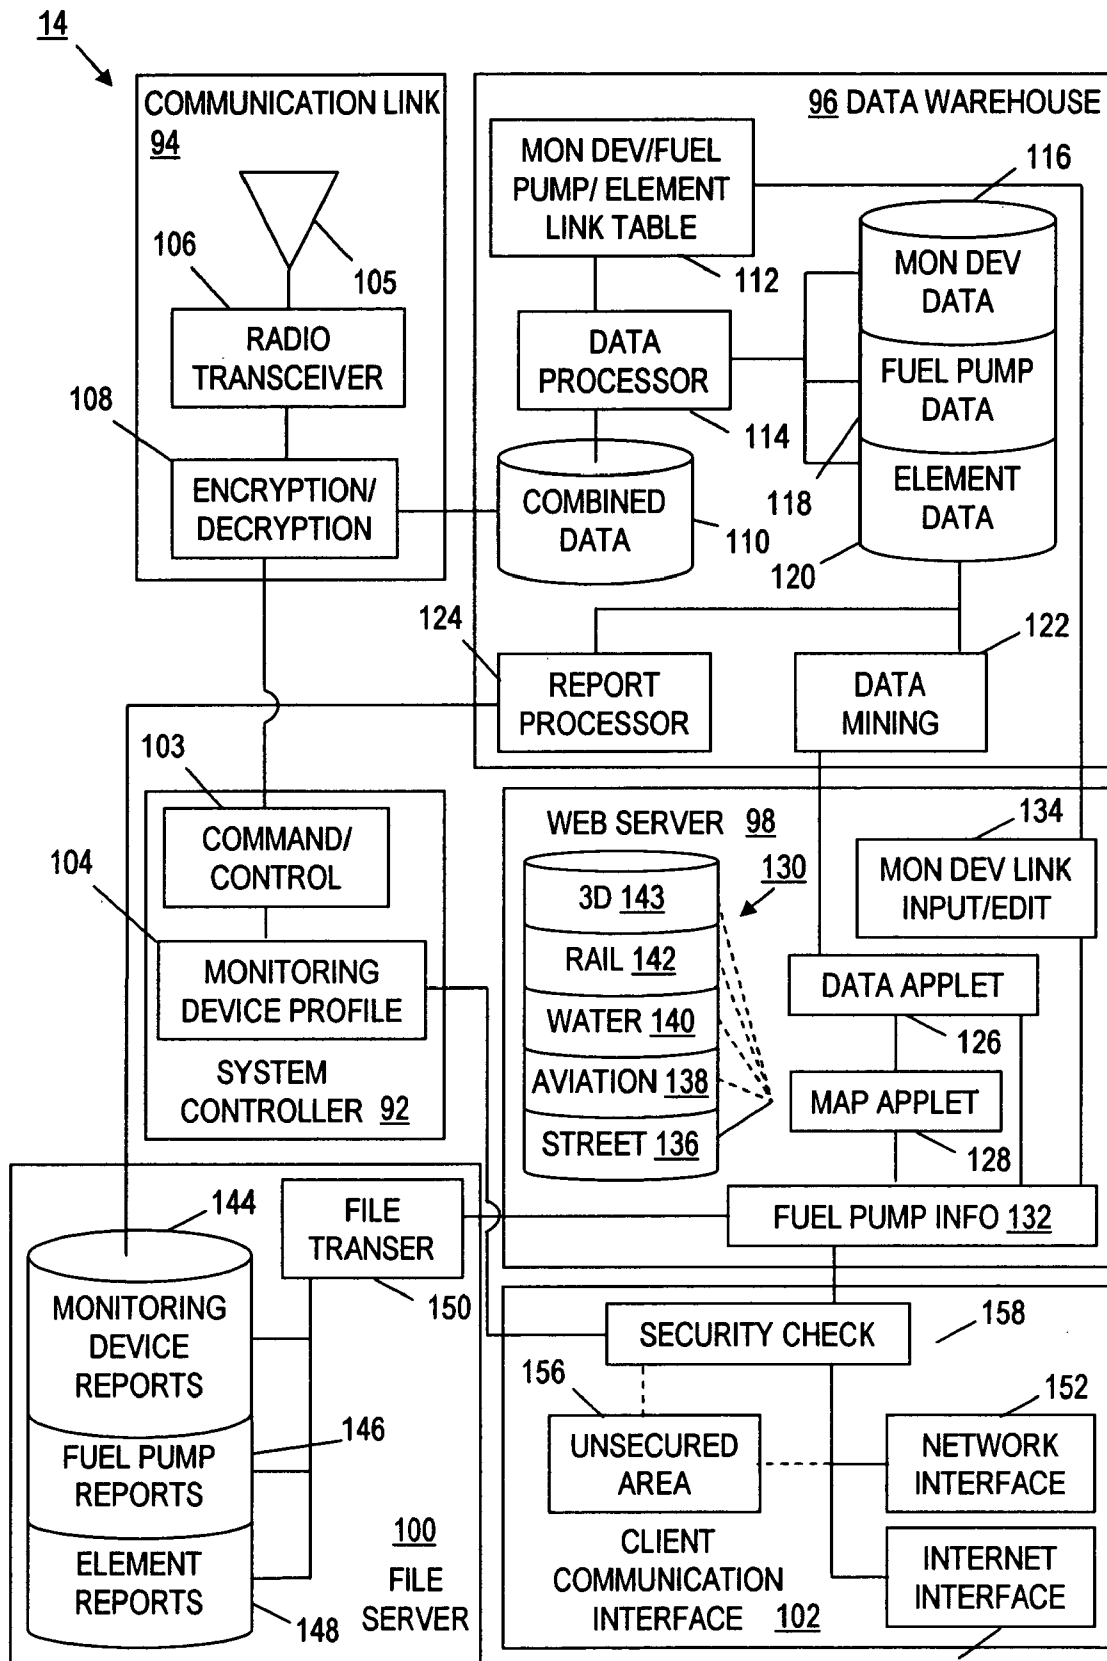 14
COMMUNICATION LINK
94
105
106
RADIO
TRANSCEIVER
108
ENCRYPTION/
DECRYPTION
96 DATA WAREHOUSE
MON DEV/FUEL
PUMP/ ELEMENT
LINK TABLE
112
116
MON DEV
DATA
DATA
PROCESSOR
114
FUEL PUMP
DATA
118
COMBINED
DATA
110
ELEMENT
DATA
120
124
REPORT
PROCESSOR
122
DATA
MINING
103
COMMAND/
CONTROL
104
MONITORING
DEVICE PROFILE
SYSTEM
CONTROLLER 92
WEB SERVER 98
130
3D 143
RAIL 142
WATER 140
AVIATION 138
STREET 136
134
MON DEV LINK
INPUT/EDIT
DATA APPLET
126
MAP APPLET
128
FUEL PUMP INFO 132
144
MONITORING
DEVICE
REPORTS
FILE
TRANSER
150
FUEL PUMP
REPORTS
146
ELEMENT
REPORTS
148
100
FILE
SERVER
SECURITY CHECK
158
156
UNSECURED
AREA
152
NETWORK
INTERFACE
INTERNET
INTERFACE
CLIENT
COMMUNICATION
INTERFACE 102